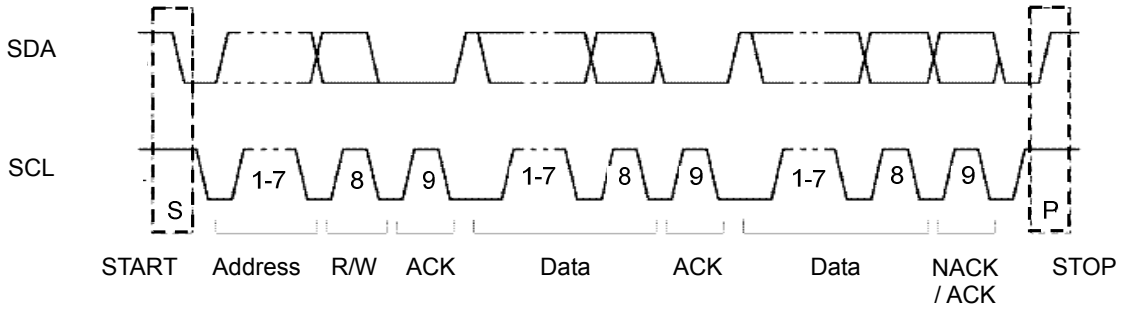 SDA
SCL
1-7 8 9 1-7 8 9 1-7 8 9
S P
START Address R/W ACK Data ACK Data NACK STOP
/ ACK